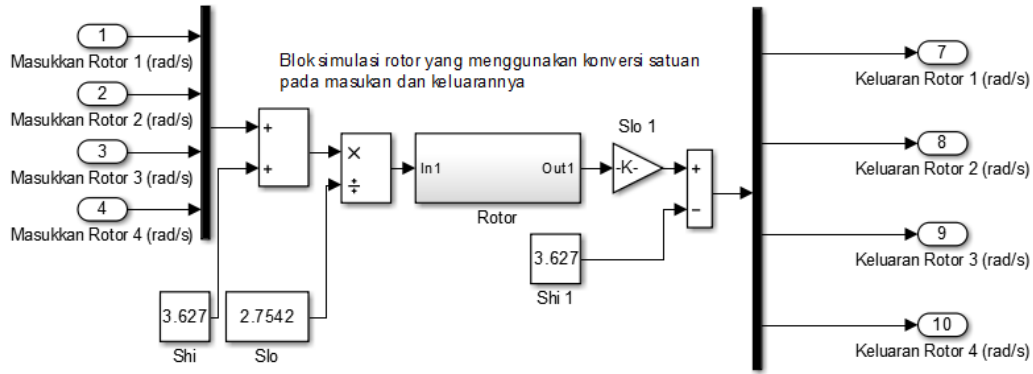 1
Masukkan Rotor 1 (rad/s)
2
Masukkan Rotor 2 (rad/s)
3
Masukkan Rotor 3 (rad/s)
4
Masukkan Rotor 4 (rad/s)
Blok simulasi rotor yang menggunakan konversi satuan
pada masukan dan keluarannya
+
+
×
÷
In1
Out1
Rotor
Slo 1
-K-
+
−
3.627
Shi
2.7542
Slo
3.627
Shi 1
7
Keluaran Rotor 1 (rad/s)
8
Keluaran Rotor 2 (rad/s)
9
Keluaran Rotor 3 (rad/s)
10
Keluaran Rotor 4 (rad/s)